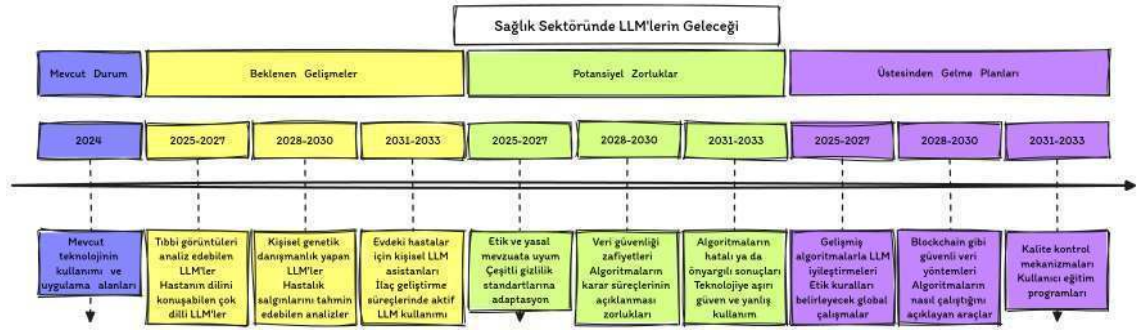 Sağlık Sektöründe LLM'lerin Geleceği
Mevcut Durum
Beklenen Gelişmeler
Potansiyel Zorluklar
Üstesinden Gelme Planları
2024
2025-2027
2028-2030
2031-2033
2025-2027
2028-2030
2031-2033
2025-2027
2028-2030
2031-2033
Mevcut
teknolojinin
kullanımı ve
uygulama alanları
Tıbbi görüntüleri
analiz edebilen
LLM'ler
Hastanın dilini
konuşabilen çok
dilli LLM'ler
Kişisel genetik
danışmanlık yapan
LLM'ler
Hastalık
salgınlarını tahmin
edebilen analizler
Evdeki hastalar
için kişisel LLM
asistanları
İlaç geliştirme
süreçlerinde aktif
LLM kullanımı
Etik ve yasal
mevzuata uyum
Çeşitli gizlilik
standartlarına
adaptasyon
Veri güvenliği
zafiyetleri
Algoritmaların
karar süreçlerinin
açıklanması
zorlukları
Algoritmaların
hatalı ya da
önyargılı sonuçları
Teknolojiye aşırı
güven ve yanlış
kullanım
Gelişmiş
algoritmalarla LLM
iyileştirmeleri
Etik kuralları
belirleyecek global
çalışmalar
Blockchain gibi
güvenli veri
yöntemleri
Algoritmaların
nasıl çalıştığını
açıklayan araçlar
Kalite kontrol
mekanizmaları
Kullanıcı eğitim
programları